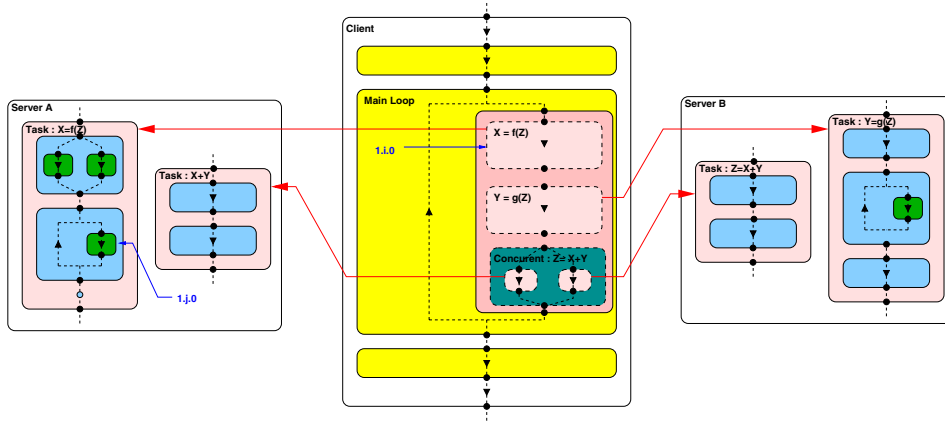 Client
Main Loop
X = f(Z)
1.i.0
Y = g(Z)
Concurent : Z= X+Y
Server A
Task : X=f(Z)
Task : X+Y
1.j.0
Server B
Task : Y=g(Z)
Task : Z=X+Y